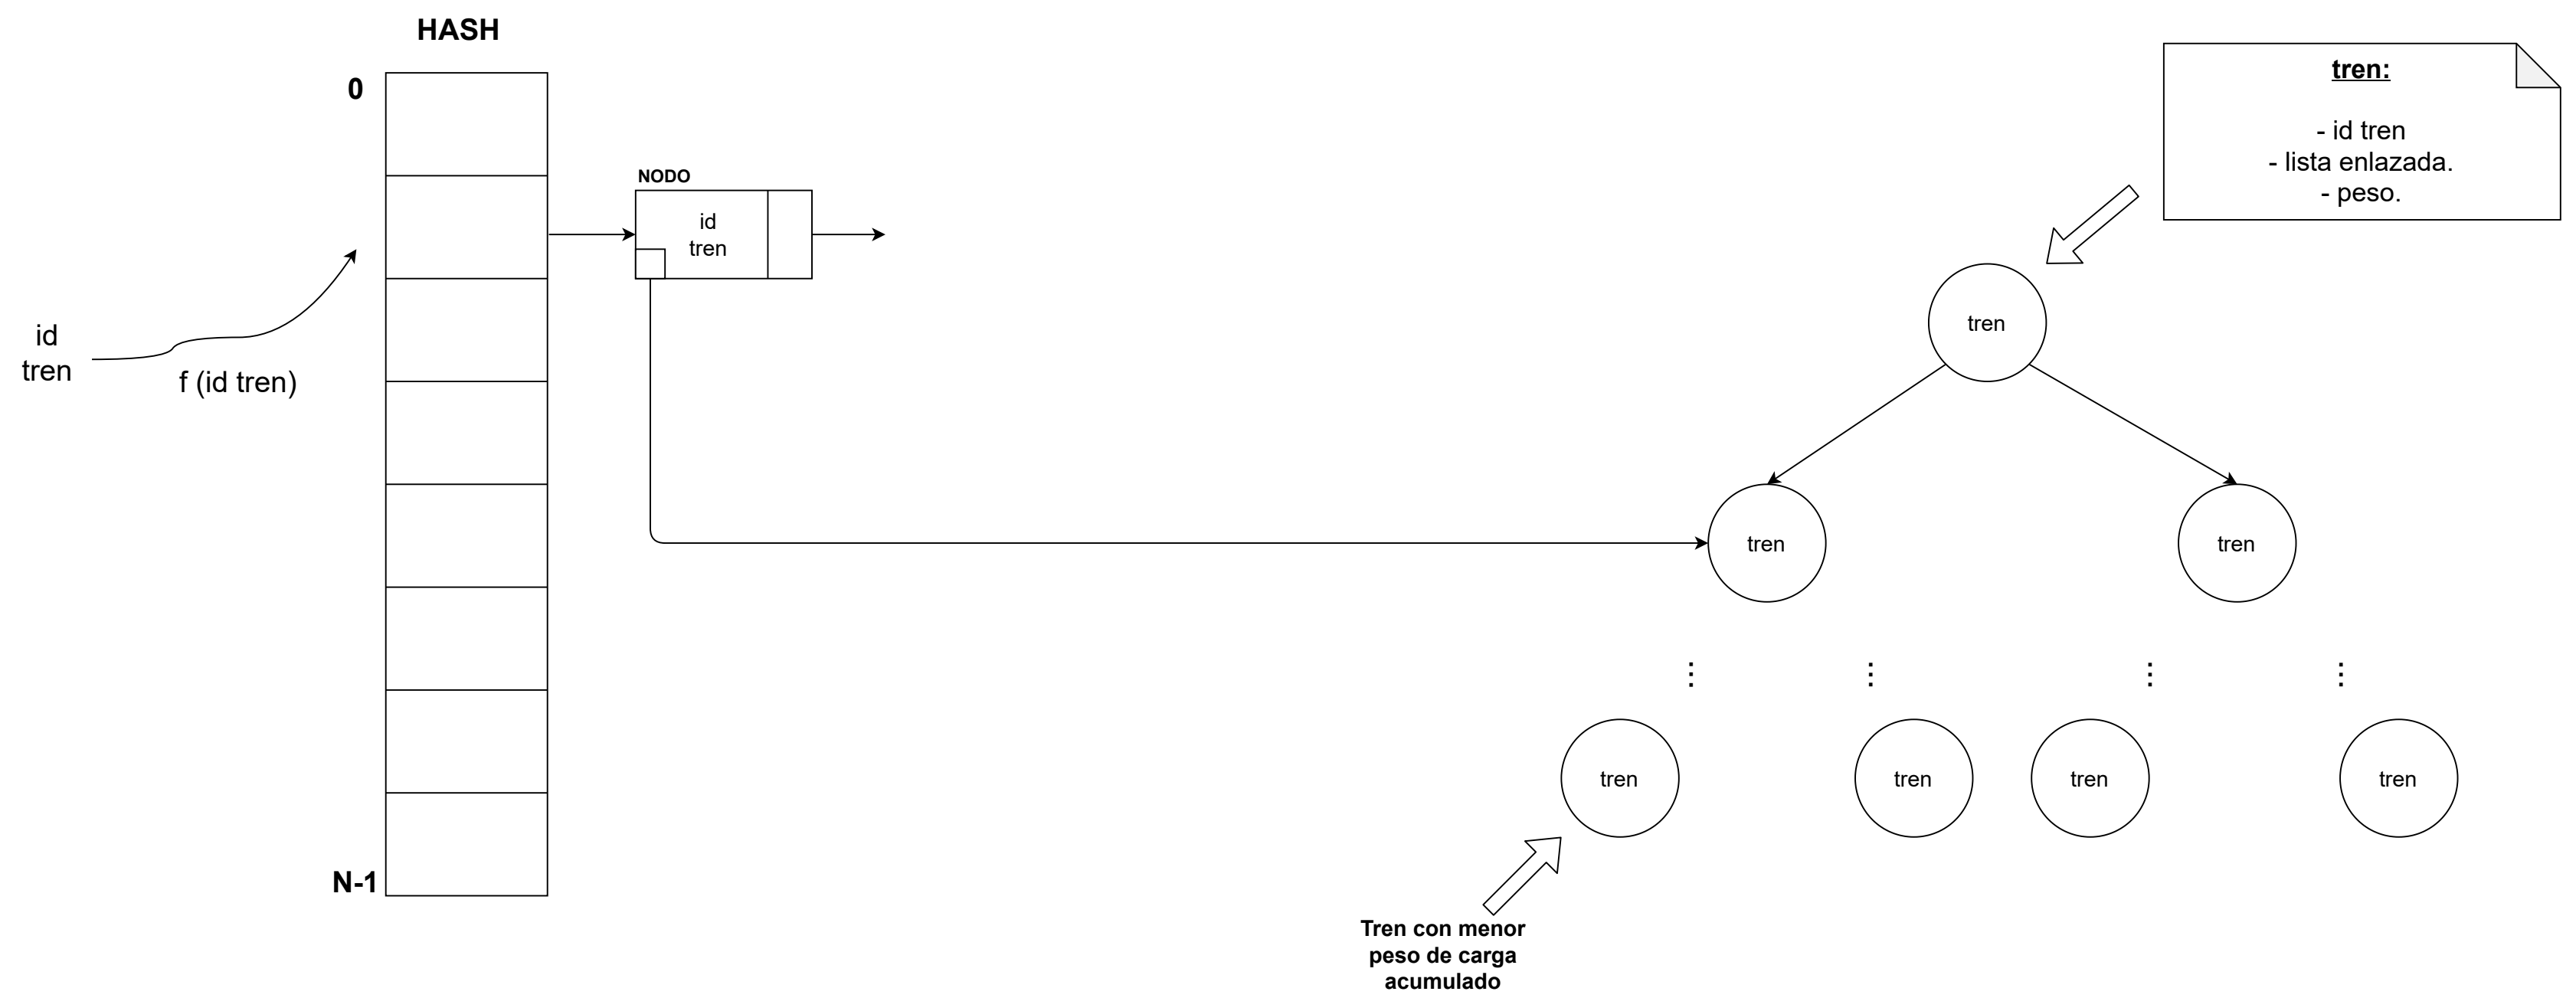 HASH
0
NODO
id
tren
id
tren
f (id tren)
N-1
tren:
- id tren
- lista enlazada.
- peso.
tren
tren
tren
⋮ ⋮ ⋮ ⋮
tren
tren
tren
tren
Tren con menor
peso de carga
acumulado